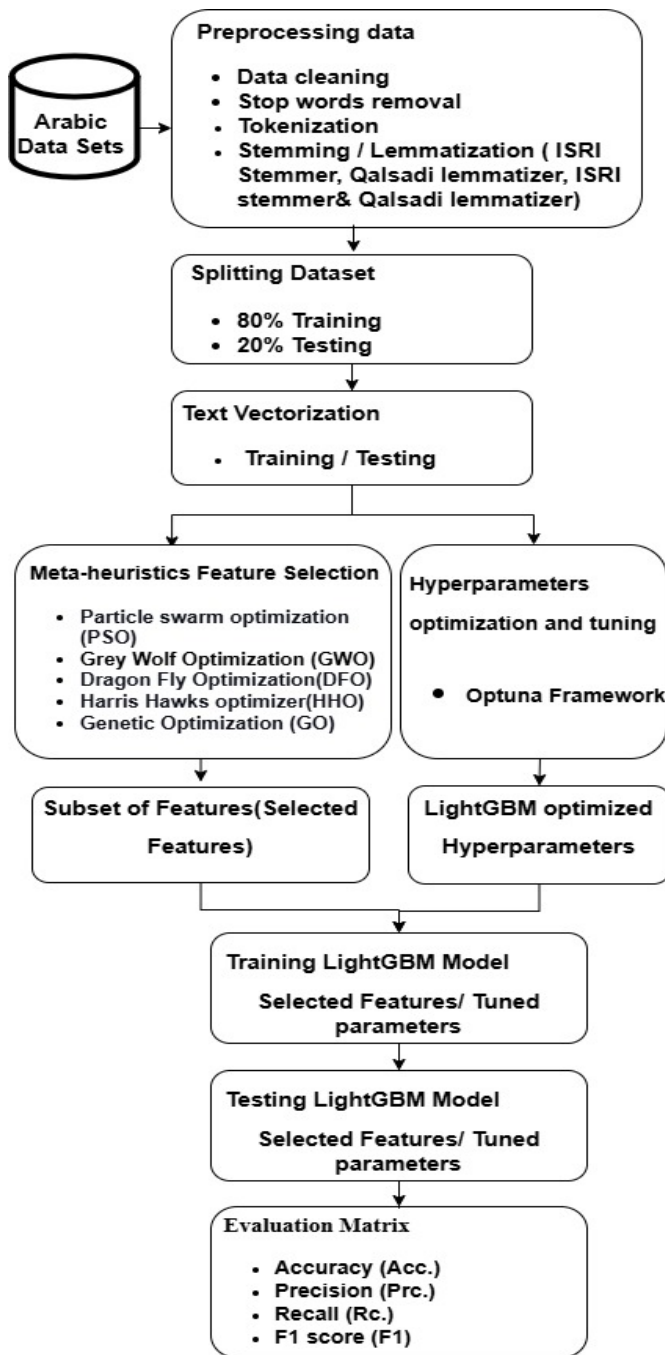 Arabic
Data Sets
Preprocessing data
• Data cleaning
• Stop words removal
• Tokenization
• Stemming / Lemmatization ( ISRI
Stemmer, Qalsadi lemmatizer, ISRI
stemmer& Qalsadi lemmatizer)
Splitting Dataset
• 80% Training
• 20% Testing
Text Vectorization
• Training / Testing
Meta-heuristics Feature Selection
• Particle swarm optimization
(PSO)
• Grey Wolf Optimization (GWO)
• Dragon Fly Optimization(DFO)
• Harris Hawks optimizer(HHO)
• Genetic Optimization (GO)
Hyperparameters
optimization and tuning
• Optuna Framework
Subset of Features(Selected
Features)
LightGBM optimized
Hyperparameters
Training LightGBM Model
Selected Features/ Tuned
parameters
Testing LightGBM Model
Selected Features/ Tuned
parameters
Evaluation Matrix
• Accuracy (Acc.)
• Precision (Prc.)
• Recall (Rc.)
• F1 score (F1)